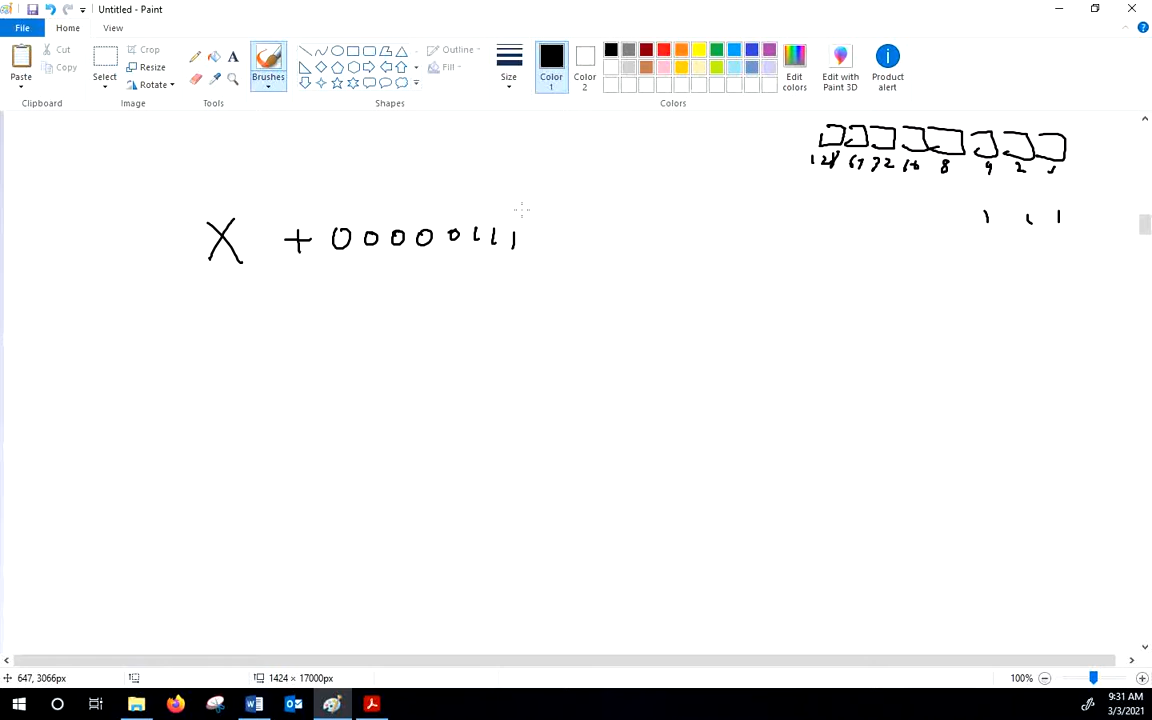 Untitled - Paint
File Home View
Paste Cut Copy Clipboard
Select Crop Resize Rotate Image
Tools
Brushes
Shapes Outline Fill
Size
Color 1 Color 2 Edit colors Colors
Edit with Paint 3D
Product alert
128 64 32 16 8 4 2 1
1 1 1
X + 00000111
647, 3066px 1424 × 17000px 100%
9:31 AM
3/3/2021